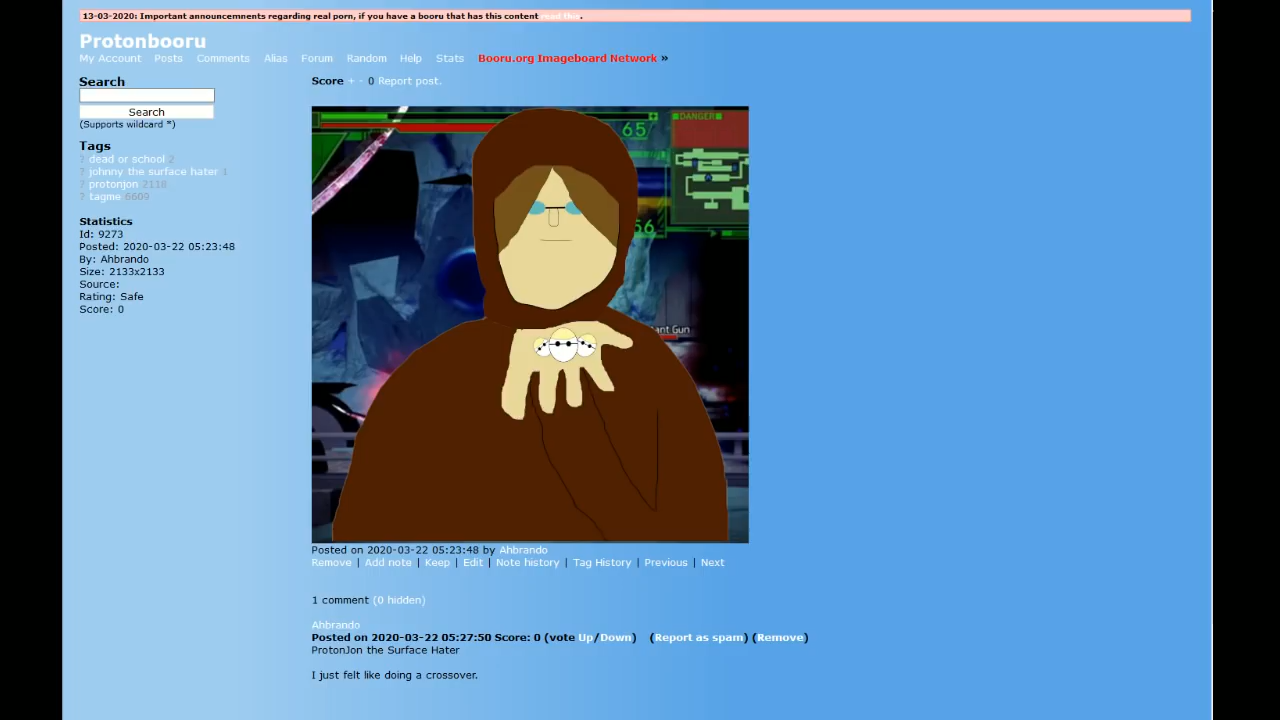 13-03-2020: Important announcemnents regarding real porn, if you have a booru that has this content read this.
Protonbooru
My Account Posts Comments Alias Forum Random Help Stats Booru.org Imageboard Network »
Search
Search
(Supports wildcard *)
Tags
? dead or school 2
? johnny the surface hater 1
? protonjon 2118
? tagme 6609
Statistics
Id: 9273
Posted: 2020-03-22 05:23:48
By: Ahbrando
Size: 2133x2133
Source:
Rating: Safe
Score: 0
Score + - 0 Report post.
65
DANGER
56
ant Gun
Posted on 2020-03-22 05:23:48 by Ahbrando
Remove | Add note | Keep | Edit | Note history | Tag History | Previous | Next
1 comment (0 hidden)
Ahbrando
Posted on 2020-03-22 05:27:50 Score: 0 (vote Up/Down) (Report as spam) (Remove)
ProtonJon the Surface Hater
I just felt like doing a crossover.